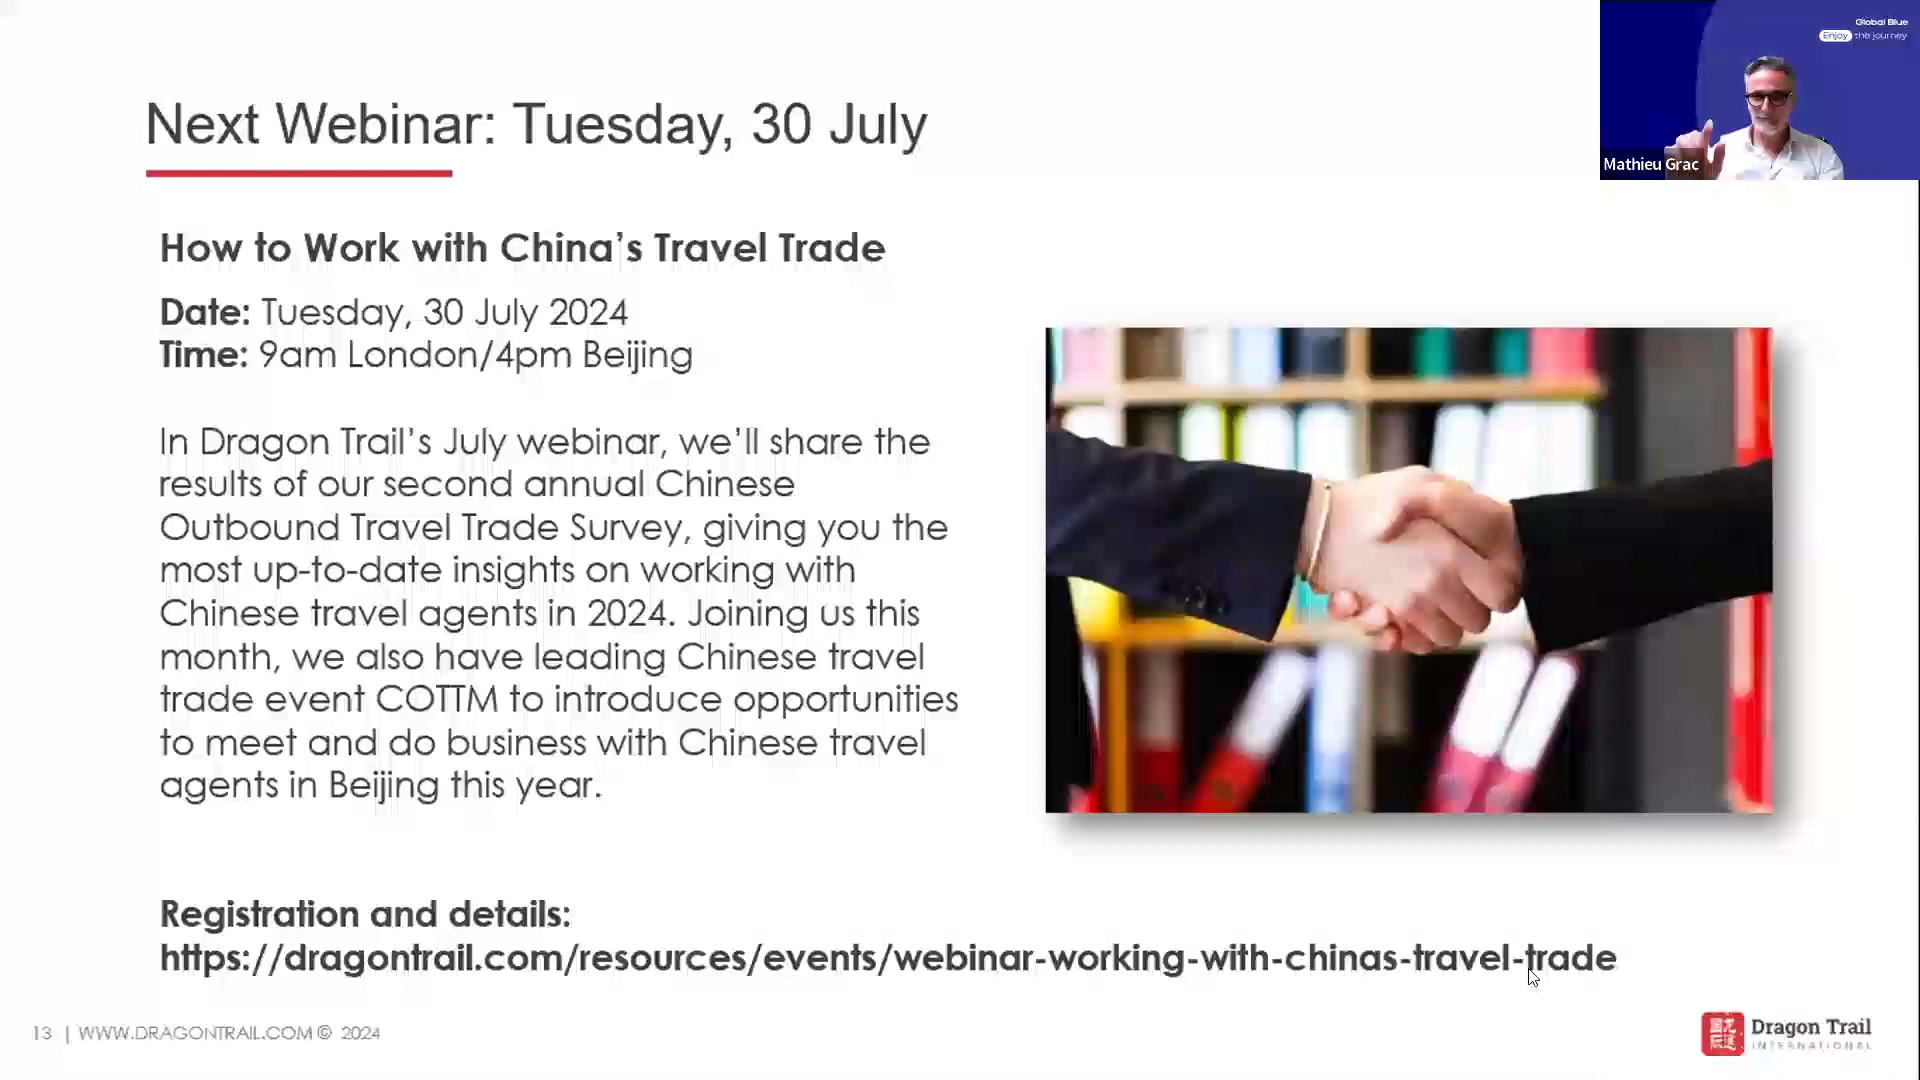 Global Blue
Enjoy the journey
Mathieu Grac
Next Webinar: Tuesday, 30 July
How to Work with China’s Travel Trade
Date: Tuesday, 30 July 2024
Time: 9am London/4pm Beijing
In Dragon Trail’s July webinar, we’ll share the
results of our second annual Chinese
Outbound Travel Trade Survey, giving you the
most up-to-date insights on working with
Chinese travel agents in 2024. Joining us this
month, we also have leading Chinese travel
trade event COTTM to introduce opportunities
to meet and do business with Chinese travel
agents in Beijing this year.
Registration and details:
https://dragontrail.com/resources/events/webinar-working-with-chinas-travel-trade
13 | WWW.DRAGONTRAIL.COM © 2024
Dragon Trail
INTERNATIONAL